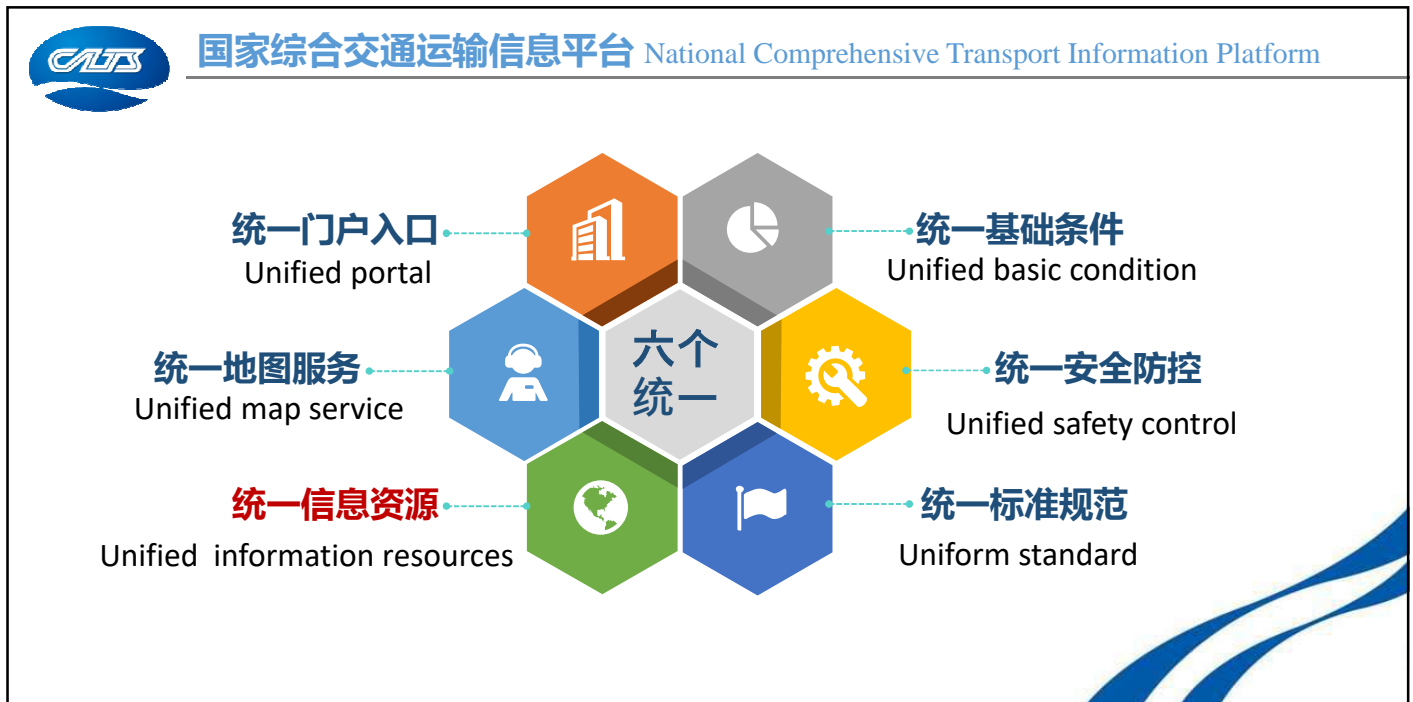 CATS
国家综合交通运输信息平台 National Comprehensive Transport Information Platform
统一门户入口
Unified portal
统一基础条件
Unified basic condition
统一地图服务
Unified map service
六个
统一
统一安全防控
Unified safety control
统一信息资源
Unified information resources
统一标准规范
Uniform standard